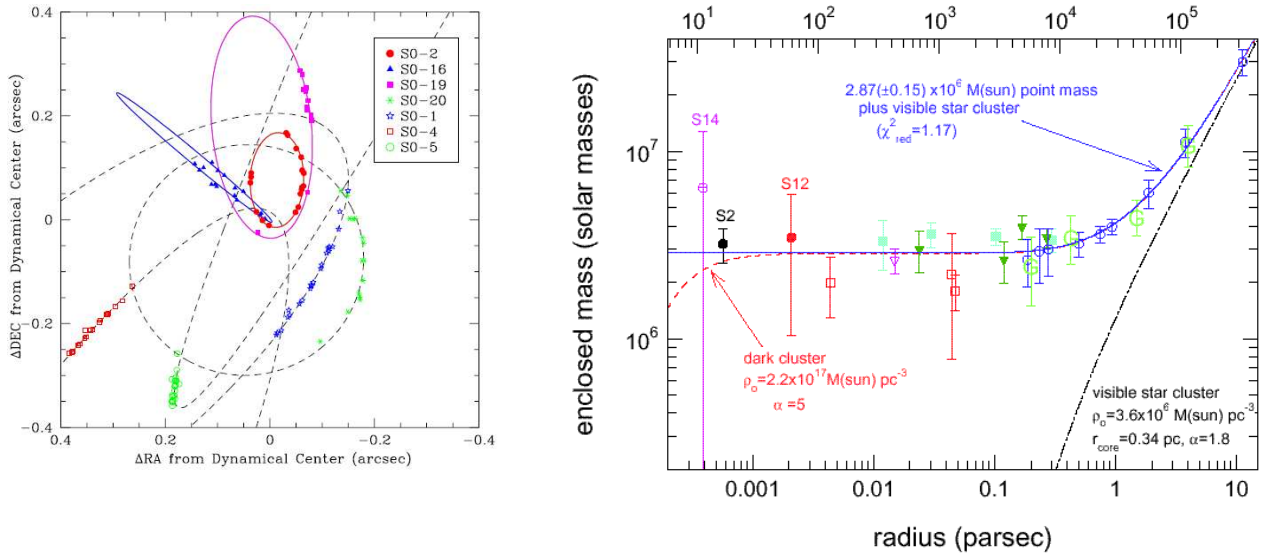 0.4
0.2
0
-0.2
-0.4
ΔDEC from Dynamical Center (arcsec)
S0-2
S0-16
S0-19
S0-20
S0-1
S0-4
S0-5
0.4 0.2 0 -0.2 -0.4
ΔRA from Dynamical Center (arcsec)
10¹ 10² 10³ 10⁴ 10⁵
enclosed mass (solar masses)
10⁷
10⁶
S14
S2
S12
2.87(±0.15) x10⁶ M(sun) point mass
plus visible star cluster
(χ²red=1.17)
G
G
G
G
dark cluster
ρo=2.2x10¹⁷M(sun) pc⁻³
α =5
visible star cluster
ρo=3.6x10⁶ M(sun) pc⁻³
rcore=0.34 pc, α=1.8
0.001 0.01 0.1 1 10
radius (parsec)